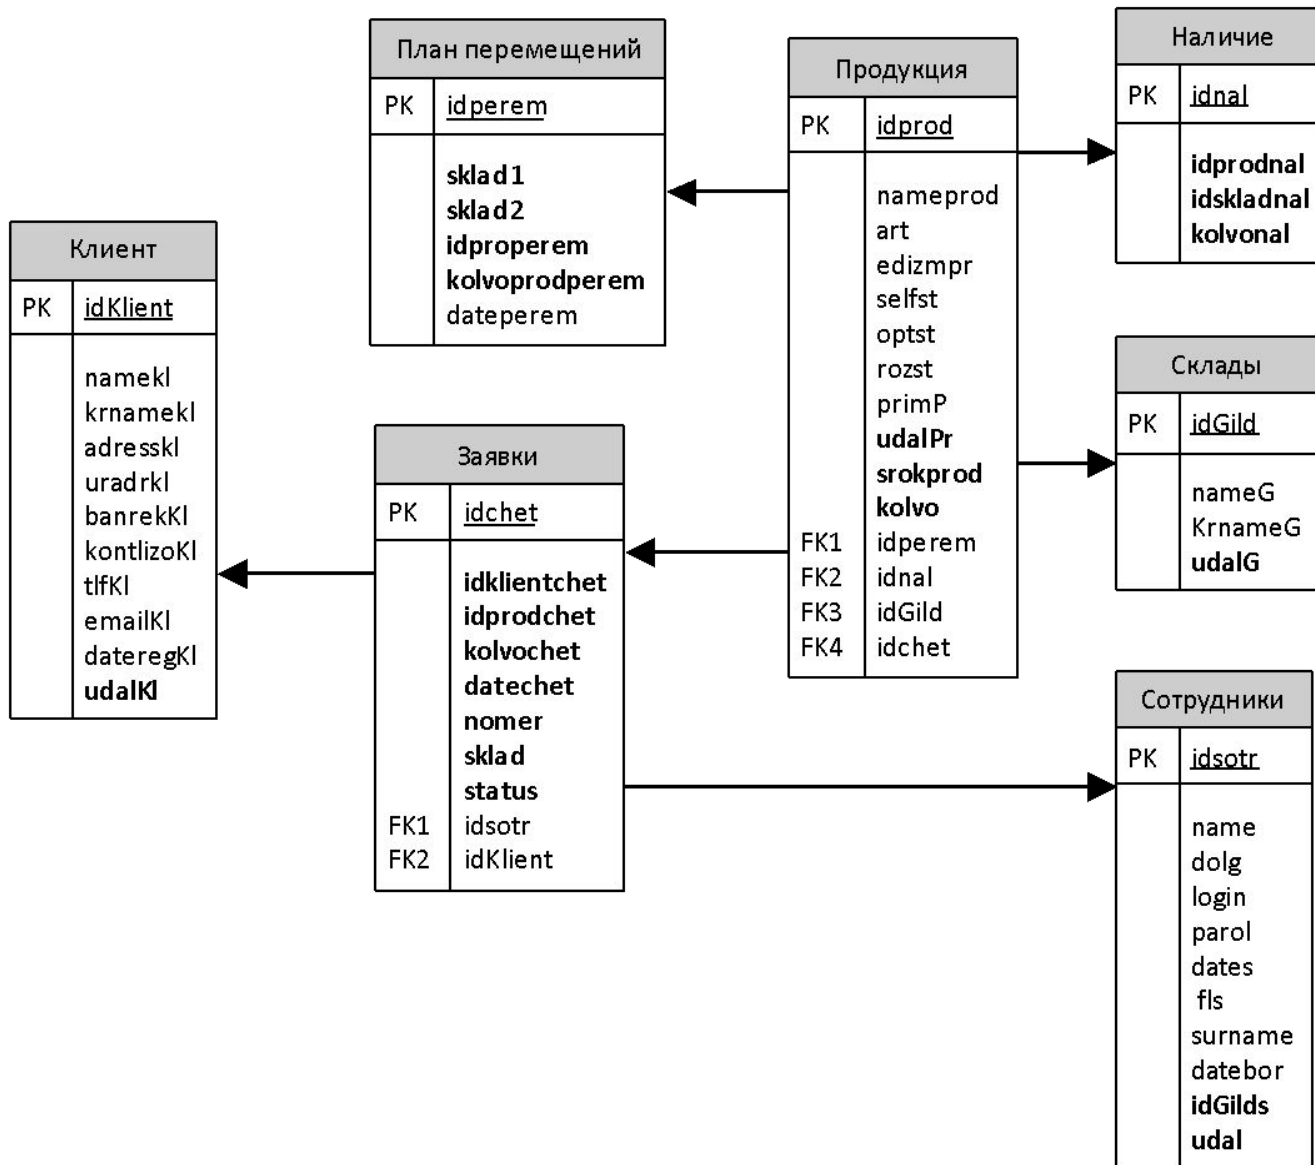 План перемещений
PK idperem
sklad1
sklad2
idproperem
kolvoprodperem
dateperem
Продукция
PK idprod
nameprod
art
edizmpr
selfst
optst
rozst
primP
udalPr
srokprod
kolvo
FK1 idperem
FK2 idnal
FK3 idGild
FK4 idchet
Наличие
PK idnal
idprodnal
idskladnal
kolvonal
Клиент
PK idKlient
namekl
krnamekl
adresskl
uradrkl
banrekKl
kontlizoKl
tlfKl
emailKl
dateregKl
udalKl
Заявки
PK idchet
idklientchet
idprodchet
kolvochet
datechet
nomer
sklad
status
FK1 idsotr
FK2 idKlient
Склады
PK idGild
nameG
KrnameG
udalG
Сотрудники
PK idsotr
name
dolg
login
parol
dates
fls
surname
datebor
idGilds
udal